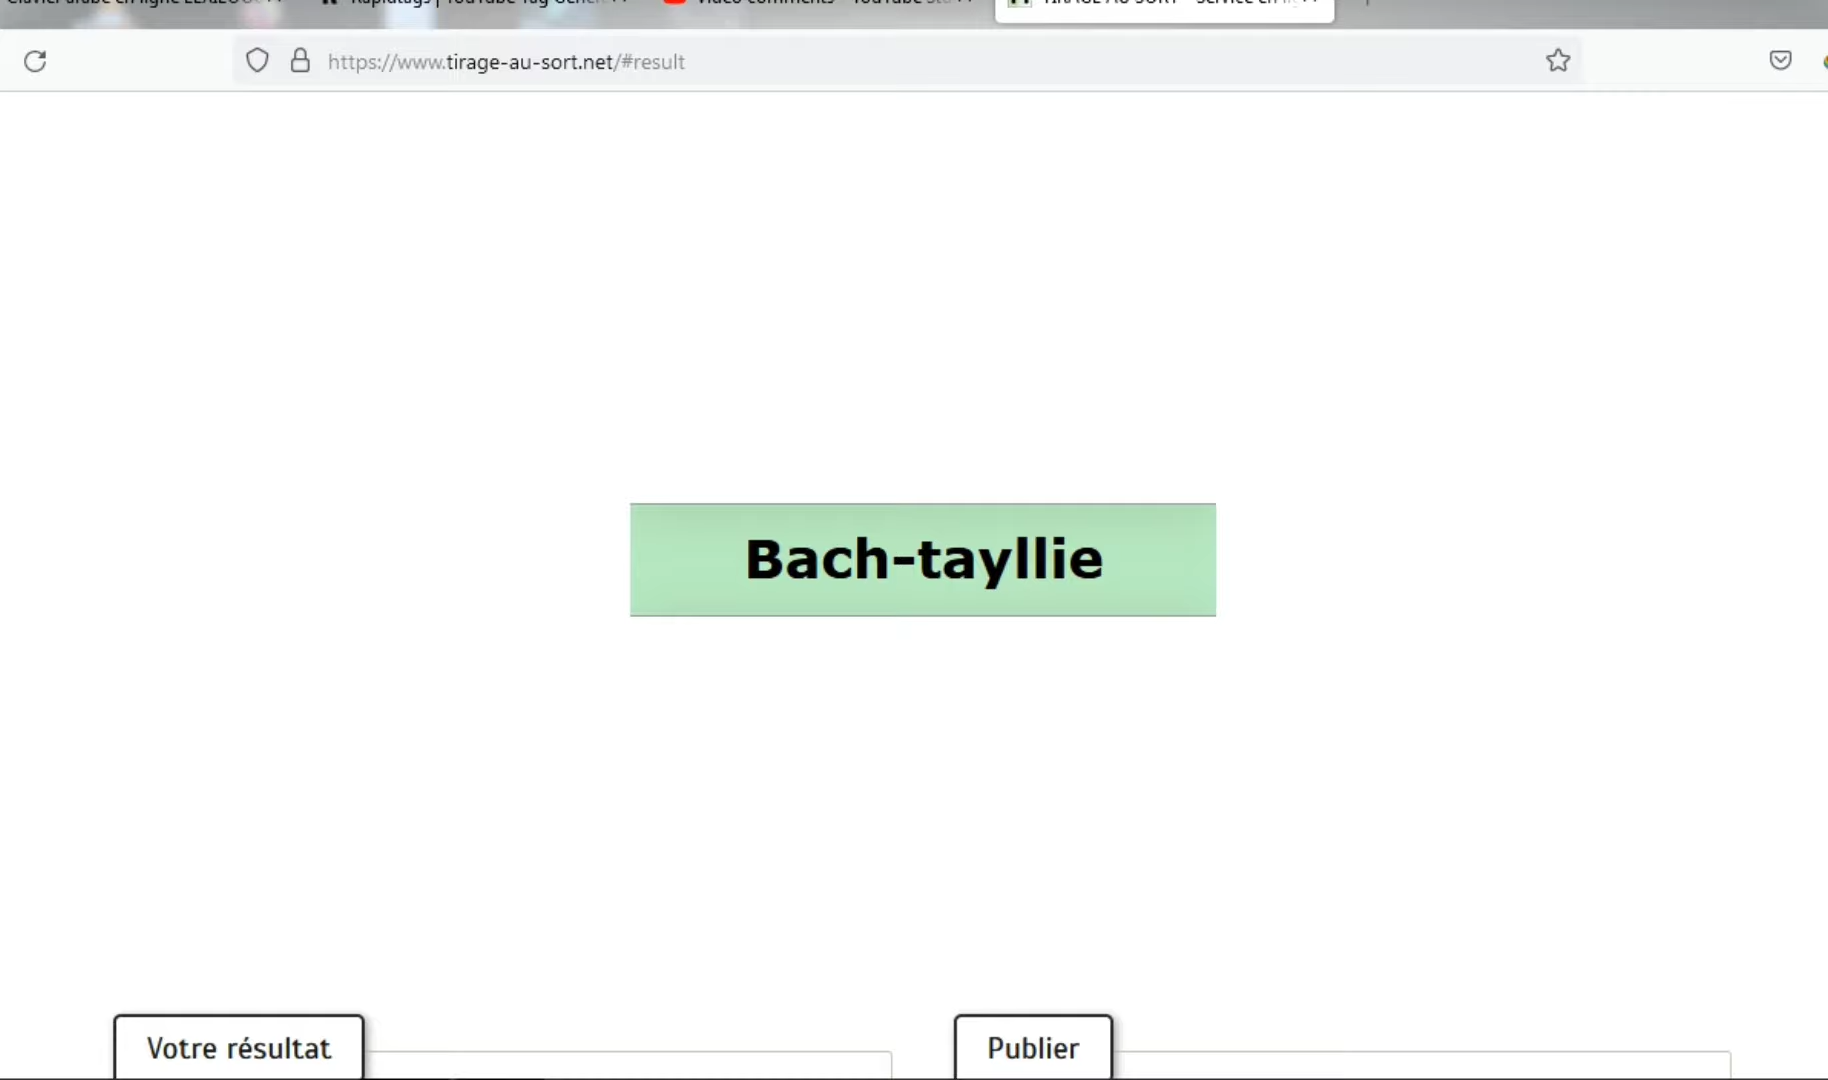 https://www.tirage-au-sort.net/#result
Bach-tayllie
Votre résultat
Publier